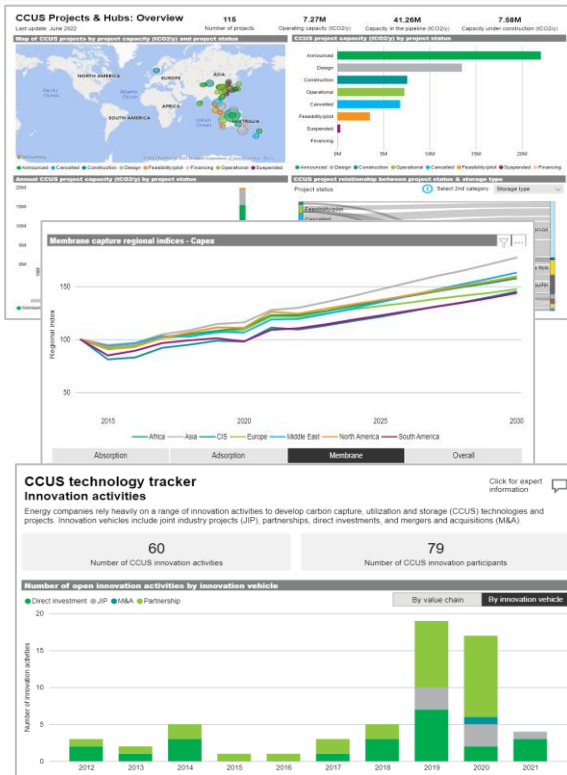 CCUS Projects & Hubs: Overview
Last update: June 2022
115
Number of projects
7.27M
Operating capacity (tCO2/y)
41.26M
Capacity in the pipeline (tCO2/y)
7.58M
Capacity under construction (tCO2/y)
Map of CCUS projects by project capacity (tCO2/y) and project status
NORTH AMERICA
EUROPE
ASIA
Pacific
Ocean
Atlantic
Ocean
AFRICA
SOUTH AMERICA
Indian
Ocean
AUSTRALIA
Announced Cancelled Construction Design Feasibility/pilot Financing Operational Suspended
CCUS project capacity (tCO2/y) by project status
Announced
Design
Construction
Operational
Cancelled
Feasibility/pilot
Suspended
Financing
0M 5M 10M 15M 20M
Announced Design Construction Operational Cancelled Feasibility/pilot Suspended Financing
Annual CCUS project capacity (tCO2/y) by project status
20M
15M
CCUS project relationship between project status & storage type
Project status
Select 2nd category:
Storage type
Feasibility/pilot
Cancelled
Membrane capture regional indices - Capex
Regional index
150
100
50
2015 2020 2025 2030
Africa Asia CIS Europe Middle East North America South America
Absorption Adsorption Membrane Overall
CCUS technology tracker
Innovation activities
Click for expert
information
Energy companies rely heavily on a range of innovation activities to develop carbon capture, utilization and storage (CCUS) technologies and
projects. Innovation vehicles include joint industry projects (JIP), partnerships, direct investments, and mergers and acquisitions (M&A).
60
Number of CCUS innovation activities
79
Number of CCUS innovation participants
Number of open innovation activities by innovation vehicle
Direct investment JIP M&A Partnership
By value chain By innovation vehicle
Number of innovation activities
20
15
10
5
0
2012 2013 2014 2015 2016 2017 2018 2019 2020 2021